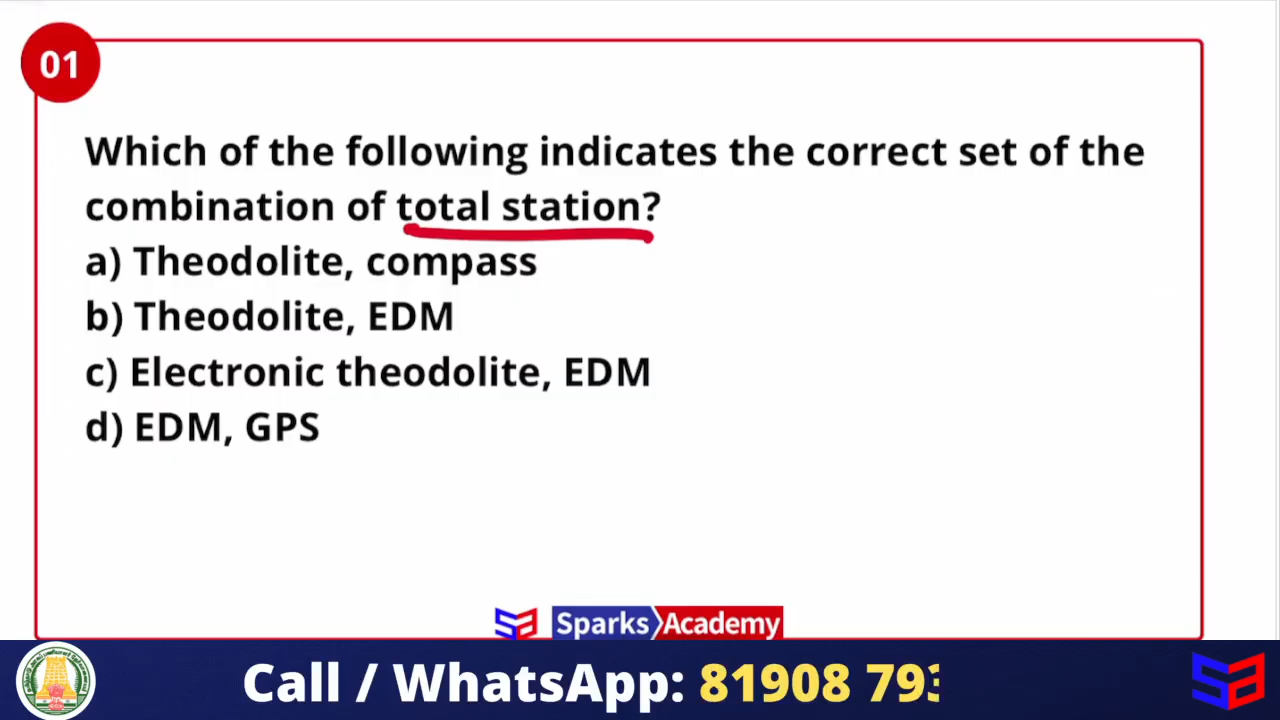 01
Which of the following indicates the correct set of the
combination of total station?
a) Theodolite, compass
b) Theodolite, EDM
c) Electronic theodolite, EDM
d) EDM, GPS
Sparks Academy
Call / WhatsApp: 81908 79